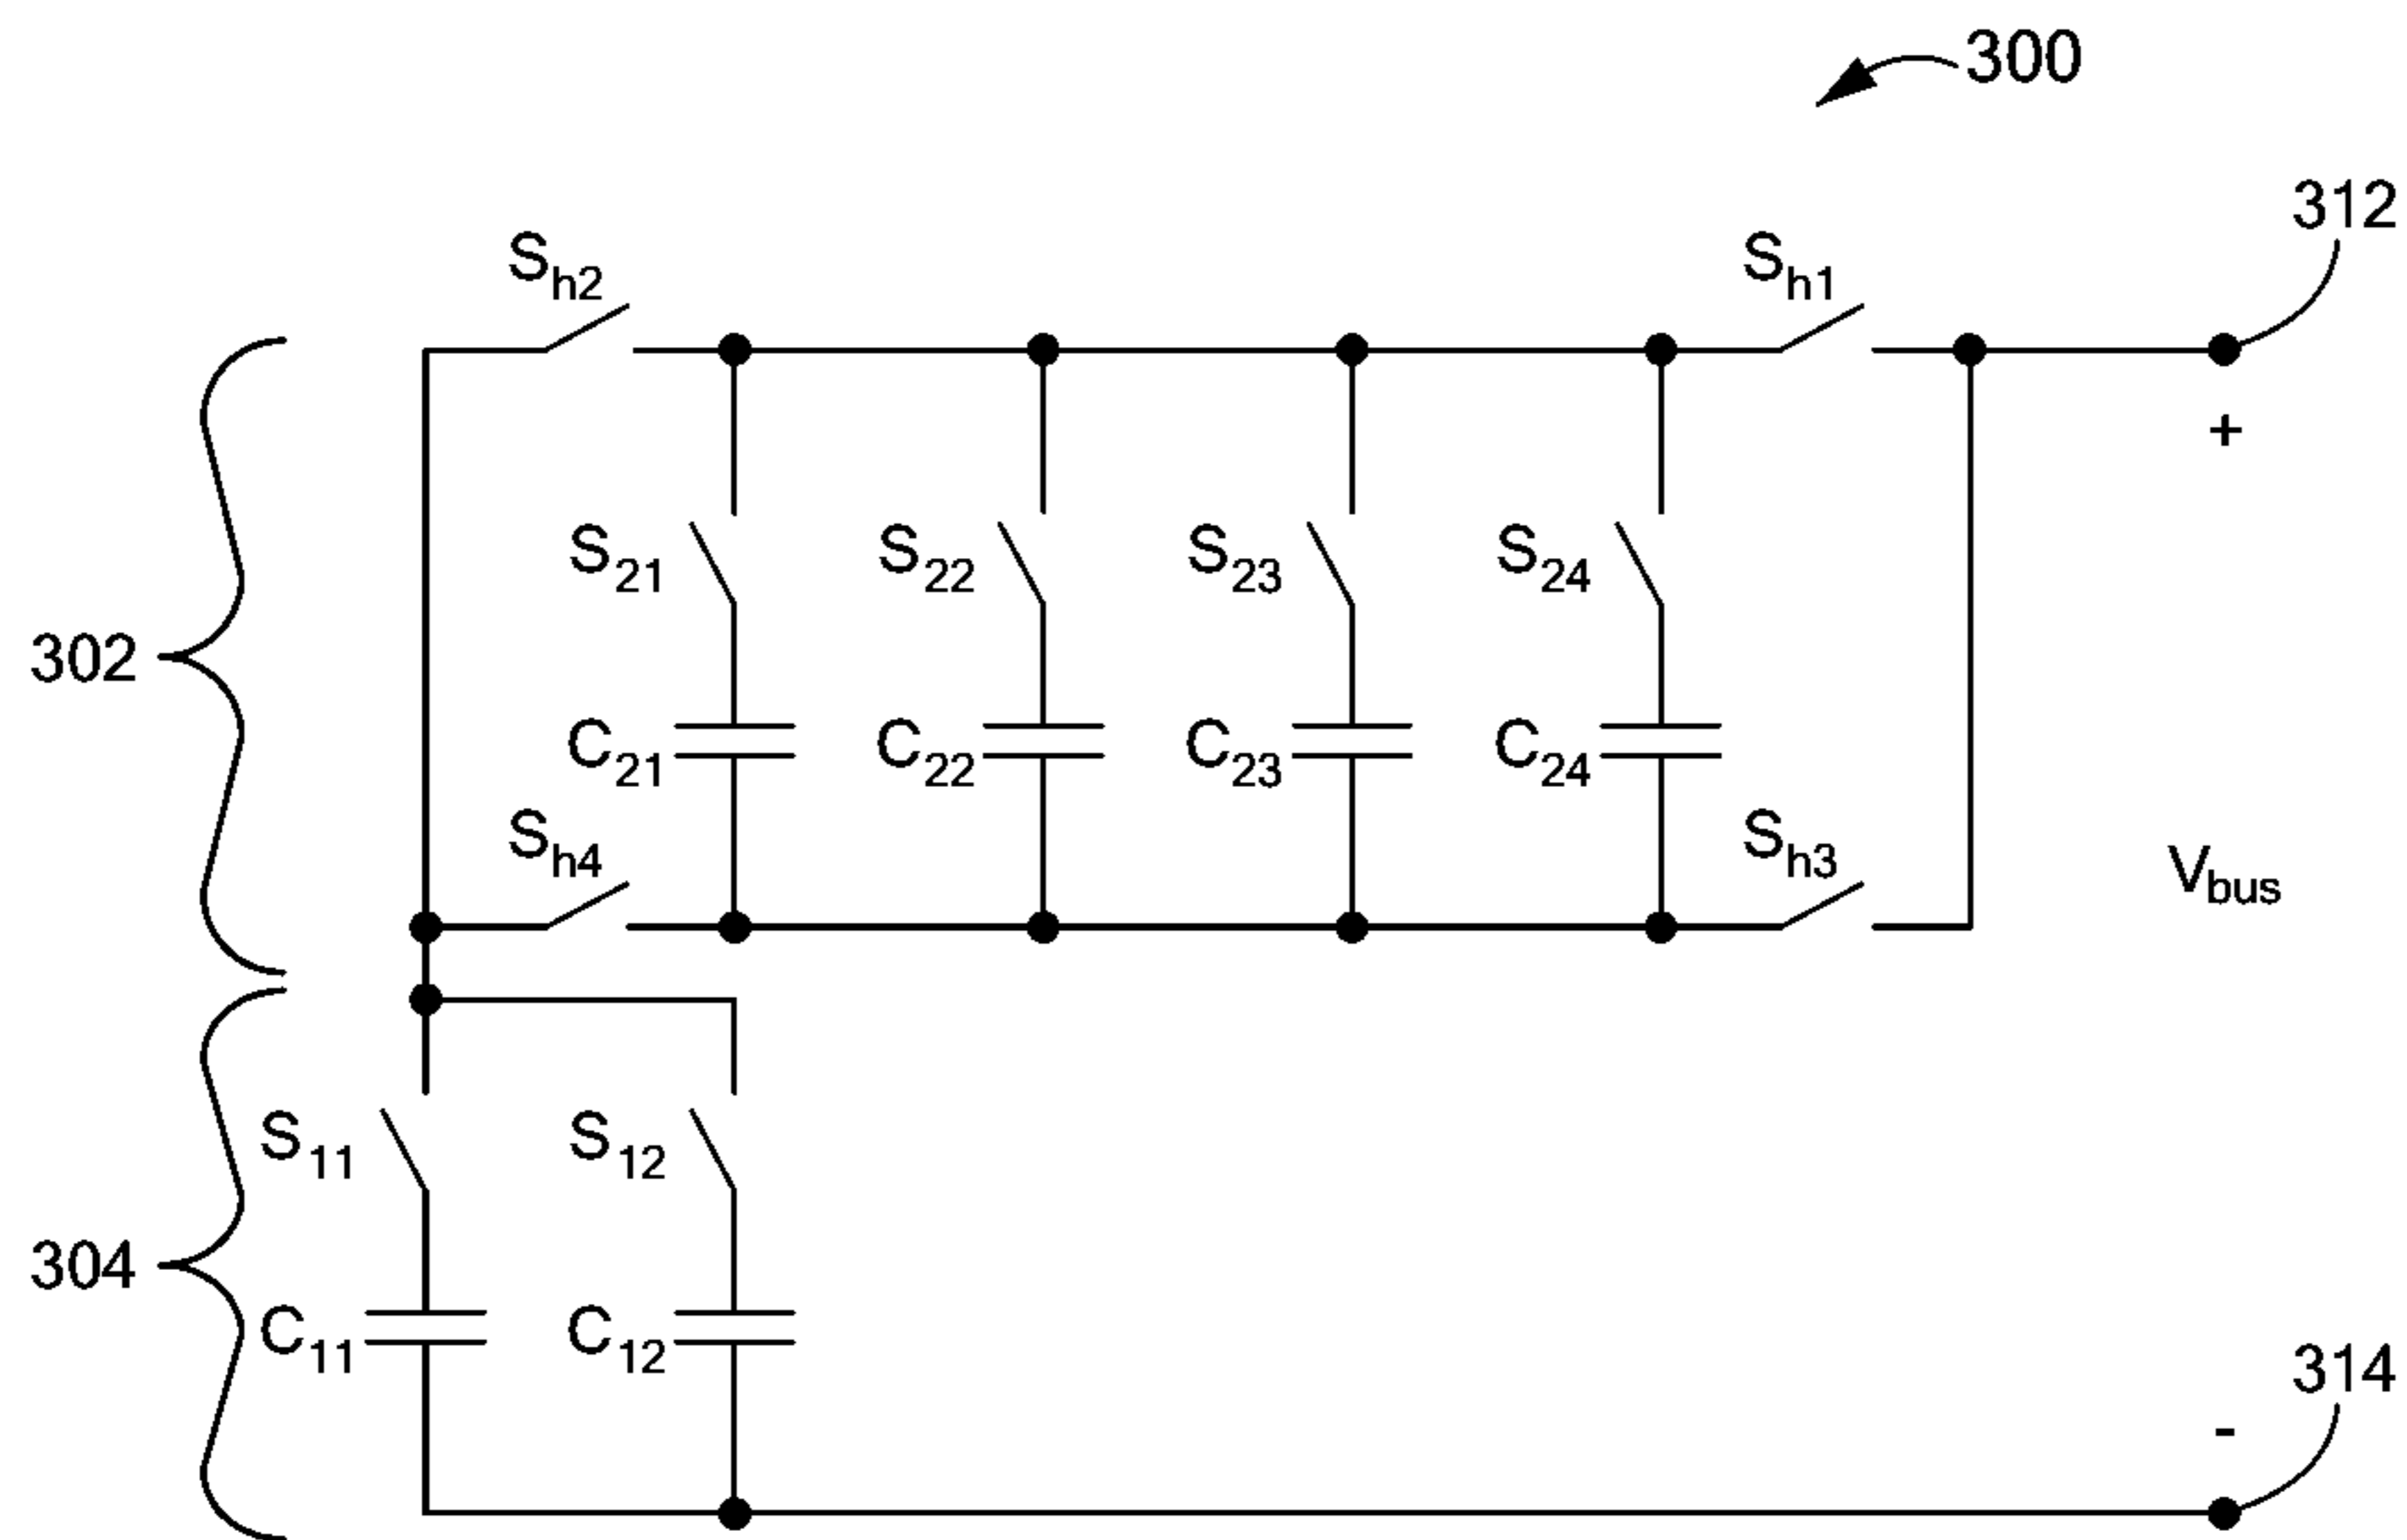 300
312
Sh2
Sh1
+
S21 S22 S23 S24
302
C21 C22 C23 C24
Sh4
Sh3
Vbus
S11 S12
304
C11 C12
314
-